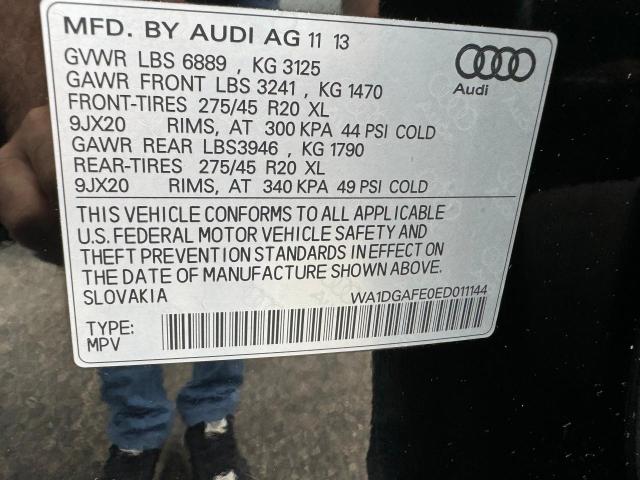 MFD. BY AUDI AG 11 13
GVWR LBS 6889 , KG 3125
GAWR FRONT LBS 3241 , KG 1470
FRONT-TIRES 275/45 R20 XL
9JX20 RIMS, AT 300 KPA 44 PSI COLD
GAWR REAR LBS3946 , KG 1790
REAR-TIRES 275/45 R20 XL
9JX20 RIMS, AT 340 KPA 49 PSI COLD
Audi
THIS VEHICLE CONFORMS TO ALL APPLICABLE
U.S. FEDERAL MOTOR VEHICLE SAFETY AND
THEFT PREVENTION STANDARDS IN EFFECT ON
THE DATE OF MANUFACTURE SHOWN ABOVE.
SLOVAKIA WA1DGAFE0ED011144
TYPE:
MPV